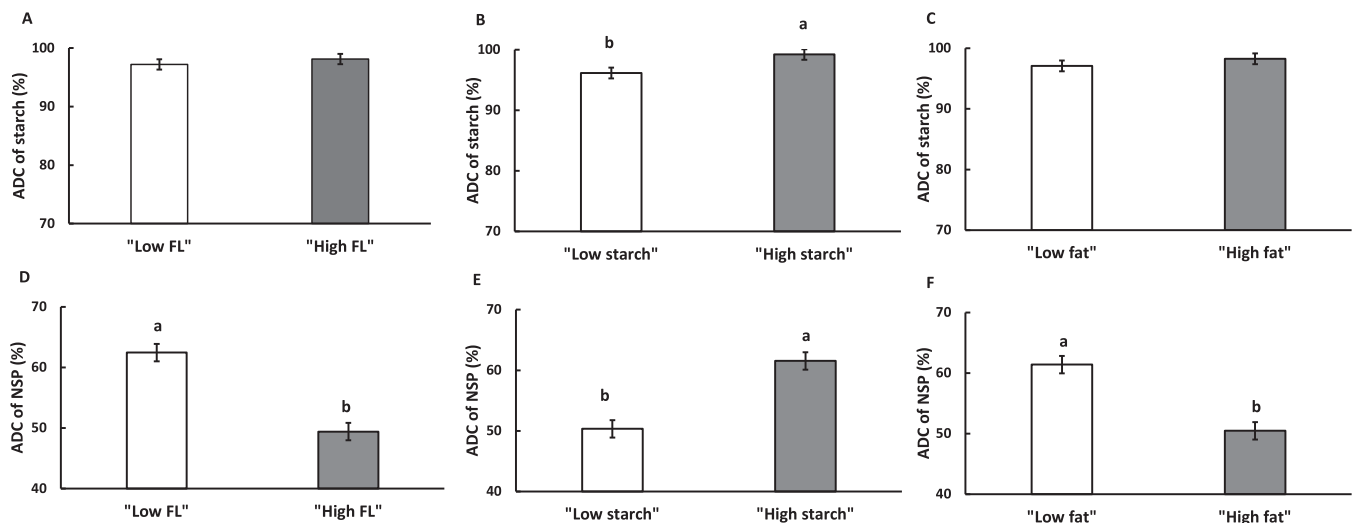 A
ADC of starch (%)
100
90
80
70
"Low FL" "High FL"
B
ADC of starch (%)
100
90
80
70
b
a
"Low starch" "High starch"
C
ADC of starch (%)
100
90
80
70
"Low fat" "High fat"
D
ADC of NSP (%)
70
60
50
40
a
b
"Low FL" "High FL"
E
ADC of NSP (%)
70
60
50
40
b
a
"Low starch" "High starch"
F
ADC of NSP (%)
70
60
50
40
a
b
"Low fat" "High fat"